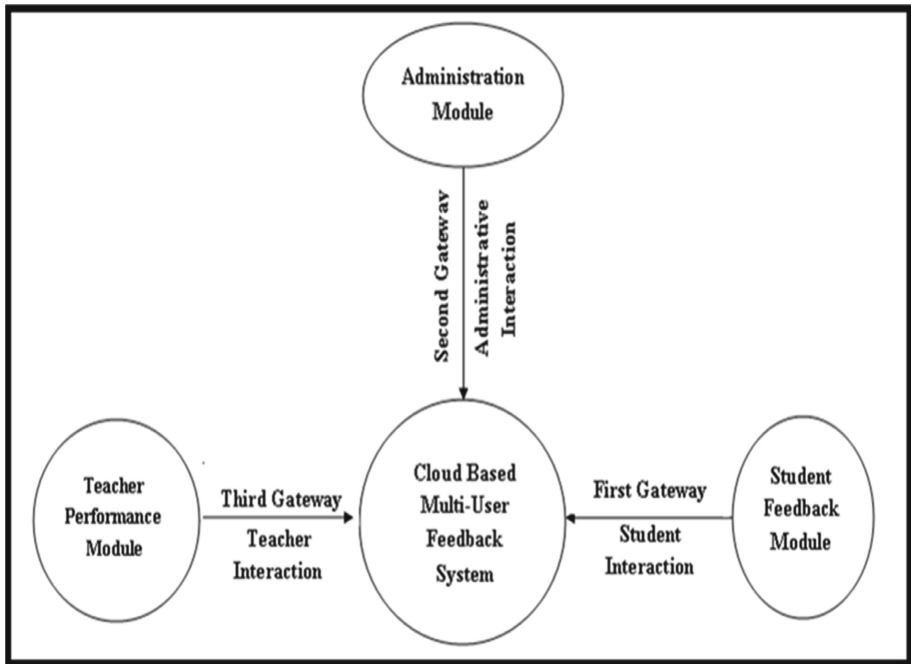 Administration
Module
Second Gateway
Administrative
Interaction
Teacher
Performance
Module
Third Gateway
Teacher
Interaction
Cloud Based
Multi-User
Feedback
System
First Gateway
Student
Interaction
Student
Feedback
Module